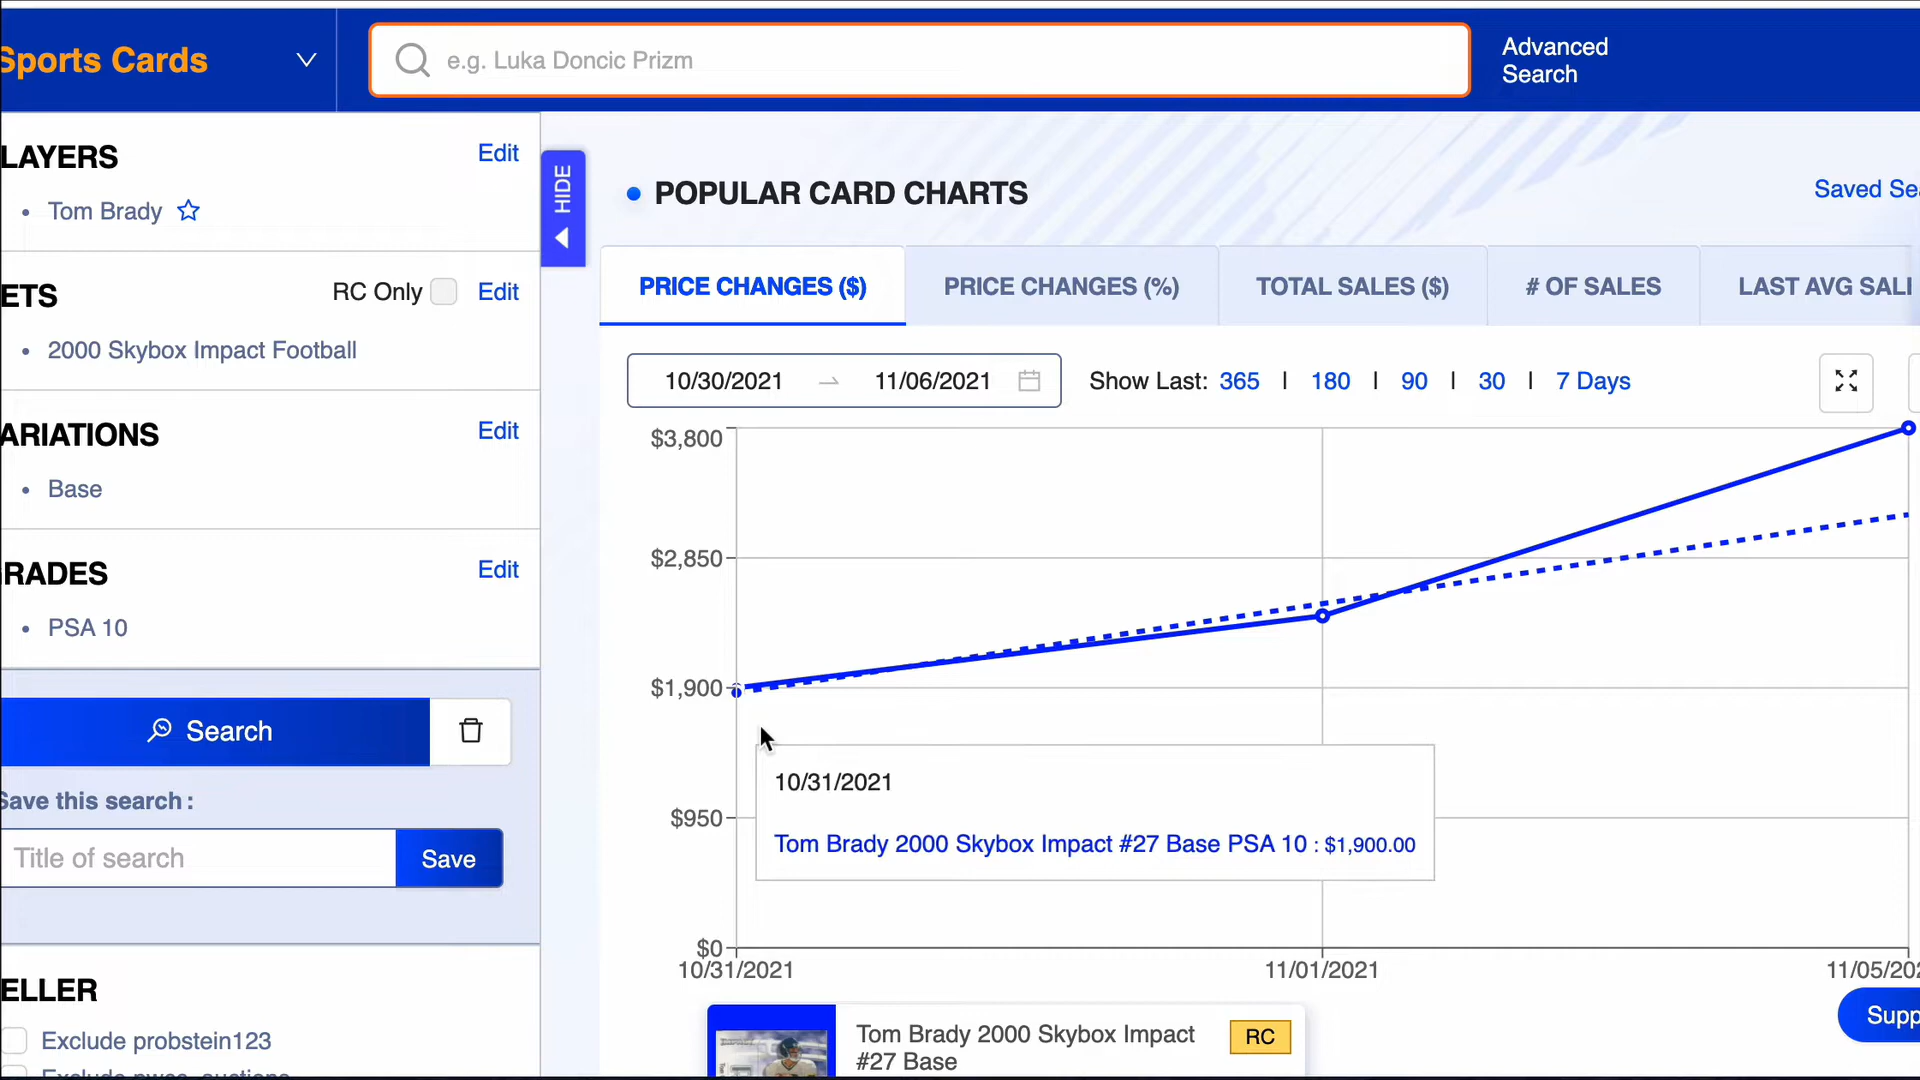 Sports Cards
e.g. Luka Doncic Prizm
Advanced
Search
LAYERS
Edit
Tom Brady
ETS
RC Only
Edit
2000 Skybox Impact Football
ARIATIONS
Edit
Base
RADES
Edit
PSA 10
Search
Save this search :
Title of search
Save
ELLER
Exclude probstein123
HIDE
POPULAR CARD CHARTS
Saved Sea
PRICE CHANGES ($)
PRICE CHANGES (%)
TOTAL SALES ($)
# OF SALES
LAST AVG SALE
10/30/2021
11/06/2021
Show Last: 365 | 180 | 90 | 30 | 7 Days
$3,800
$2,850
$1,900
$950
$0
10/31/2021
Tom Brady 2000 Skybox Impact #27 Base PSA 10 : $1,900.00
10/31/2021
11/01/2021
11/05/202
Supp
Tom Brady 2000 Skybox Impact
#27 Base
RC